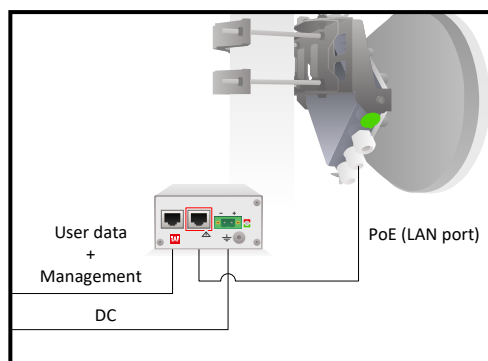 User data
+
Management
DC
PoE (LAN port)
- +
W